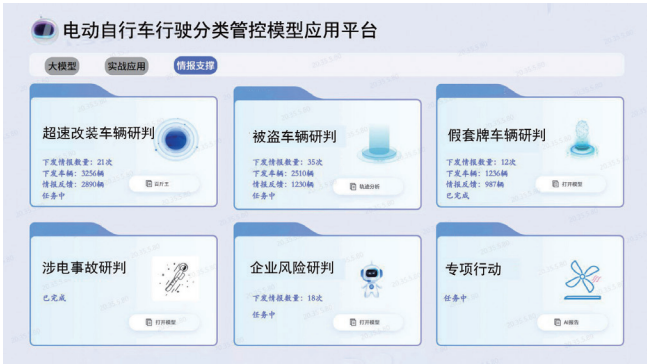 电动自行车行驶分类管控模型应用平台
大模型 实战应用 情报支撑
超速改装车辆研判
下发情报数量：21次
下发车辆：3256辆
情报反馈：2890辆
任务中
被盗车辆研判
下发情报数量：35次
下发车辆：2510辆
情报反馈：1230辆
任务中
轨迹分析
假套牌车辆研判
下发情报数量：12次
下发车辆：1236辆
情报反馈：987辆
已完成
打开模型
涉电事故研判
已完成
打开模型
企业风险研判
下发情报数量：18次
任务中
打开模型
专项行动
任务中
AI报告